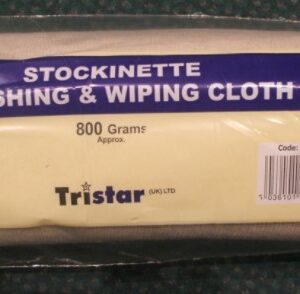 STOCKINETTE
SHING & WIPING CLOTH
800 Grams
Approx.
Code:
Tristar (UK) LTD